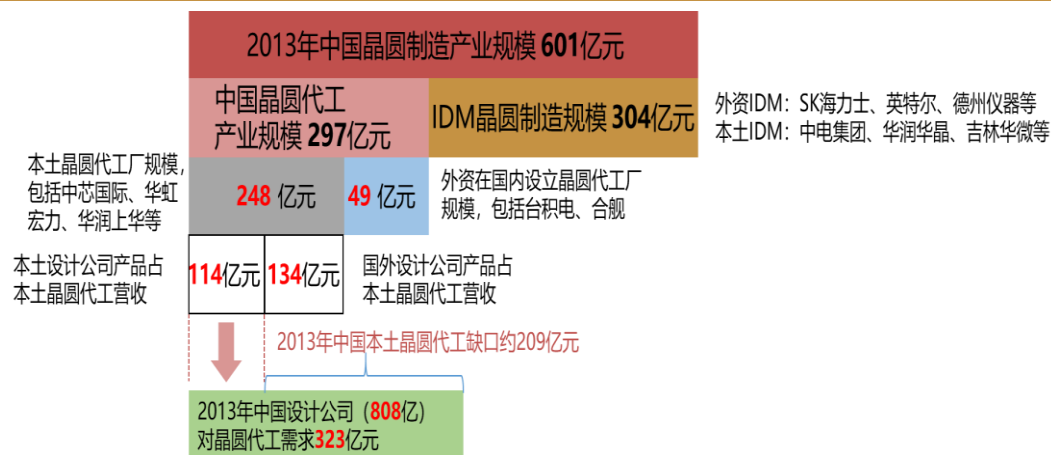 2013年中国晶圆制造产业规模 601亿元
中国晶圆代工
产业规模 297亿元
IDM晶圆制造规模 304亿元
外资IDM：SK海力士、英特尔、德州仪器等
本土IDM：中电集团、华润华晶、吉林华微等
本土晶圆代工厂规模，
包括中芯国际、华虹
宏力、华润上华等
248 亿元
49 亿元
外资在国内设立晶圆代工厂
规模，包括台积电、合舰
本土设计公司产品占
本土晶圆代工营收
114亿元
134亿元
国外设计公司产品占
本土晶圆代工营收
2013年中国本土晶圆代工缺口约209亿元
2013年中国设计公司（808亿）
对晶圆代工需求323亿元